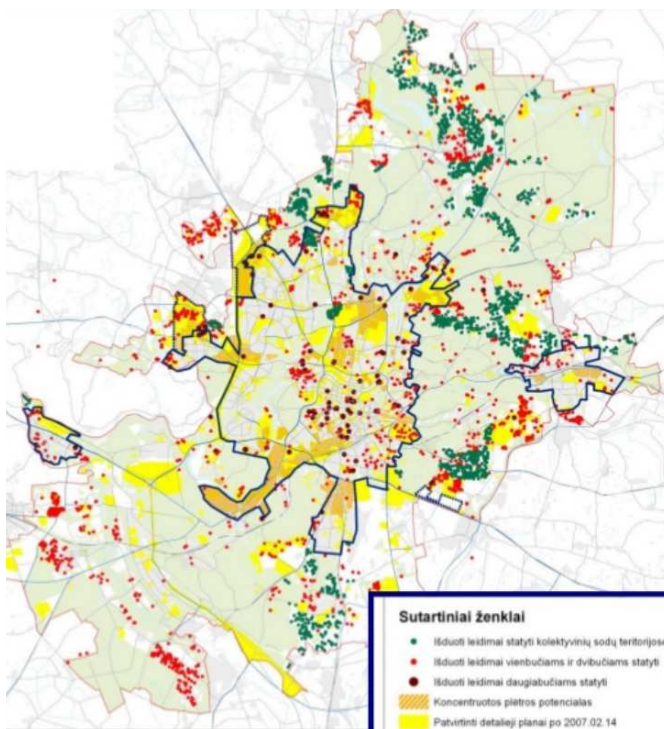 Sutartiniai ženklai
Išduoti leidimai statyti kolektyvinių sodų teritorijose
Išduoti leidimai vienbučiams ir dvibučiams statyti
Išduoti leidimai daugiabučiams statyti
Koncentruotos plėtros potencialas
Patvirtinti detalieji planai po 2007.02.14